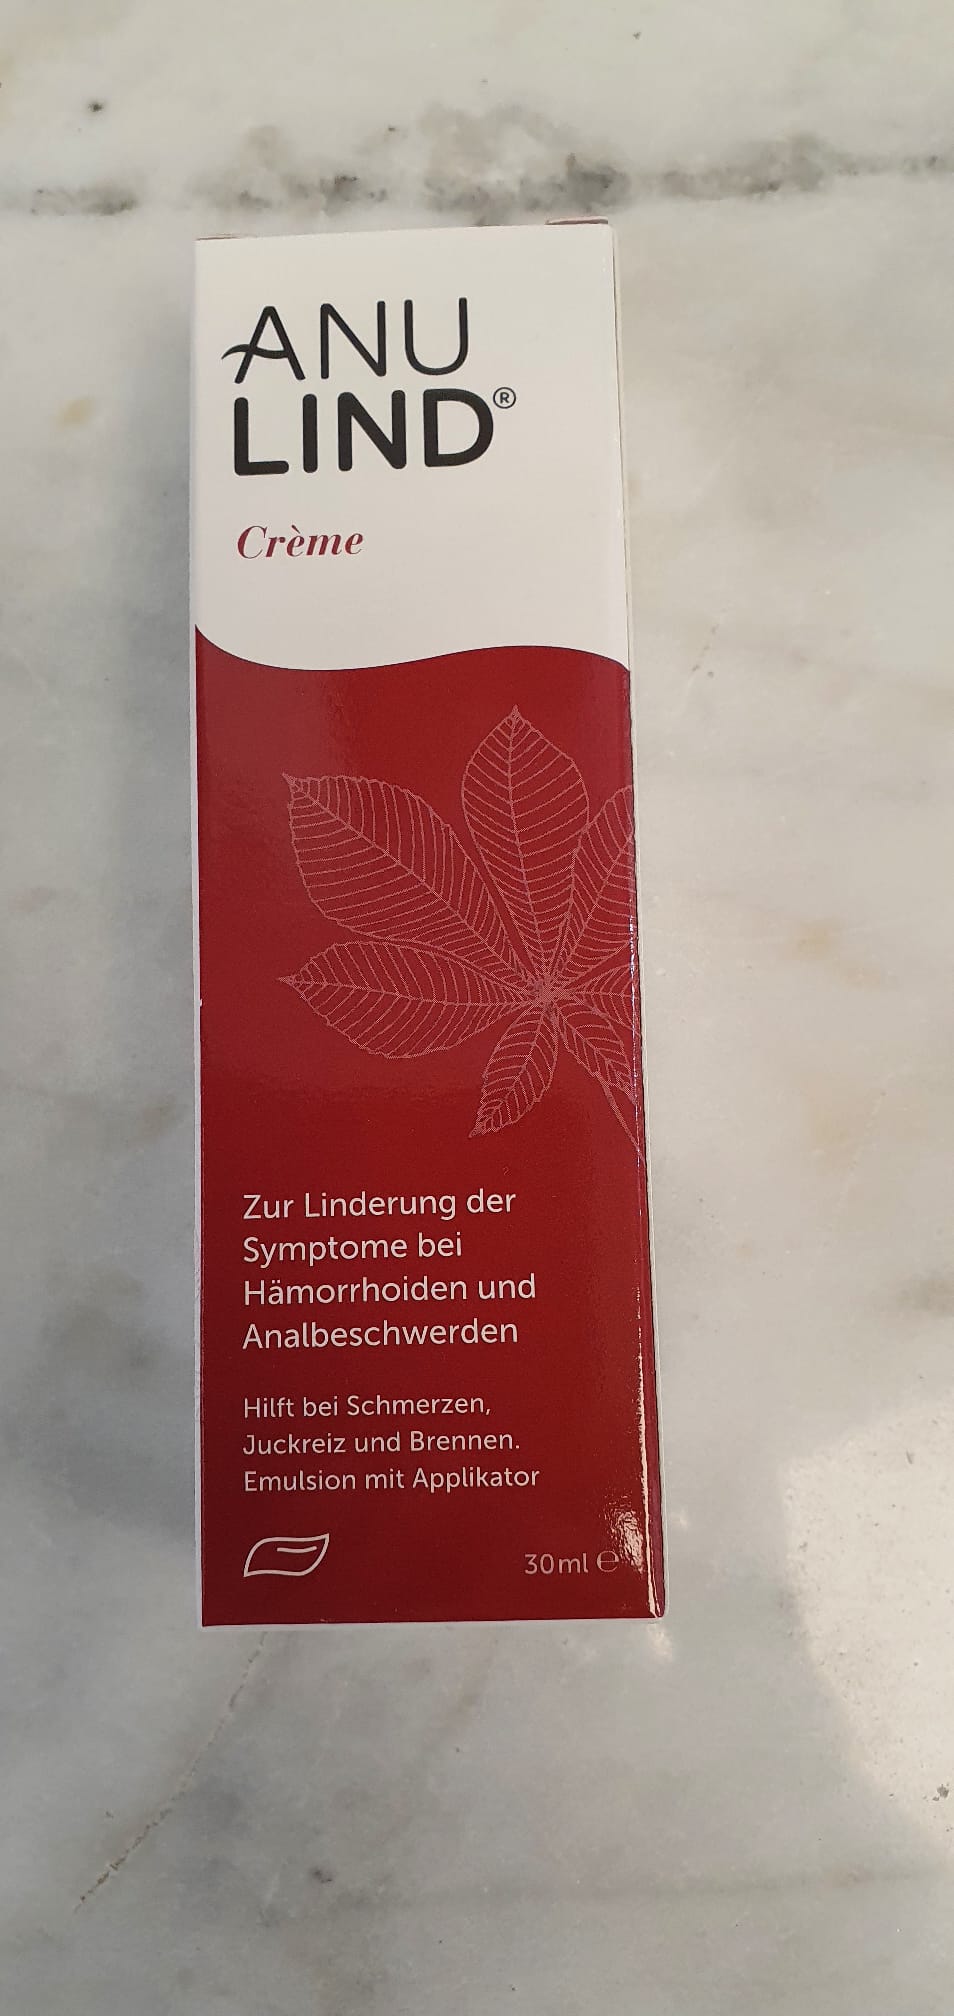 ANU
LIND®
Crème
Zur Linderung der
Symptome bei
Hämorrhoiden und
Analbeschwerden
Hilft bei Schmerzen,
Juckreiz und Brennen.
Emulsion mit Applikator
30ml ℮